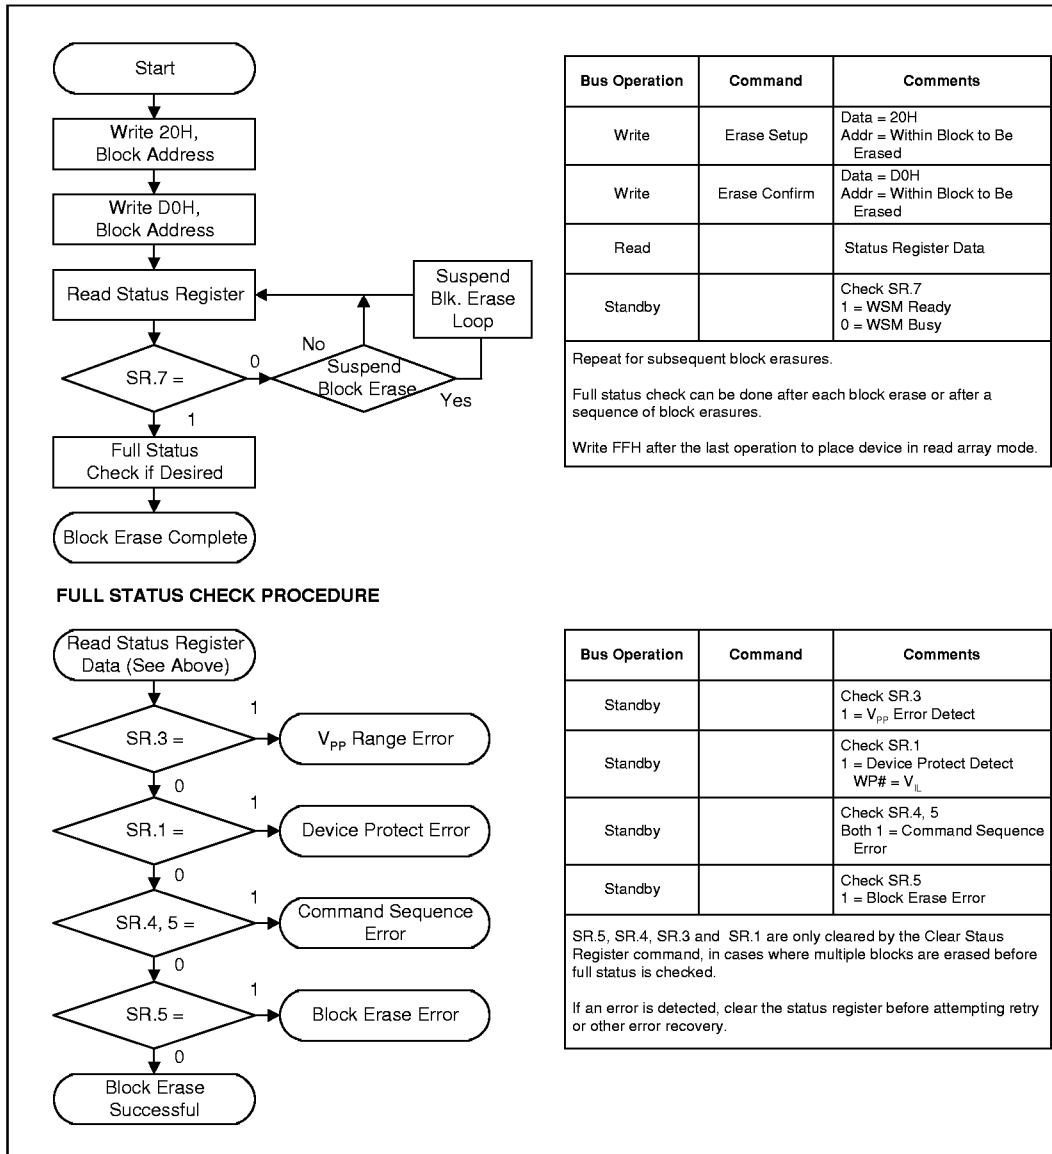 Start
Write 20H,
Block Address
Write D0H,
Block Address
Read Status Register
Suspend
Blk. Erase
Loop
No
0
SR.7 =
Suspend
Block Erase
Yes
1
Full Status
Check if Desired
Block Erase Complete
Bus Operation Command Comments
Write Erase Setup Data = 20H
Addr = Within Block to Be
Erased
Write Erase Confirm Data = D0H
Addr = Within Block to Be
Erased
Read Status Register Data
Standby Check SR.7
1 = WSM Ready
0 = WSM Busy
Repeat for subsequent block erasures.
Full status check can be done after each block erase or after a
sequence of block erasures.
Write FFH after the last operation to place device in read array mode.
FULL STATUS CHECK PROCEDURE
Read Status Register
Data (See Above)
1
SR.3 =
VPP Range Error
0
1
SR.1 =
Device Protect Error
0
1
SR.4, 5 =
Command Sequence
Error
0
1
SR.5 =
Block Erase Error
0
Block Erase
Successful
Bus Operation Command Comments
Standby Check SR.3
1 = VPP Error Detect
Standby Check SR.1
1 = Device Protect Detect
WP# = VIL
Standby Check SR.4, 5
Both 1 = Command Sequence
Error
Standby Check SR.5
1 = Block Erase Error
SR.5, SR.4, SR.3 and SR.1 are only cleared by the Clear Staus
Register command, in cases where multiple blocks are erased before
full status is checked.
If an error is detected, clear the status register before attempting retry
or other error recovery.